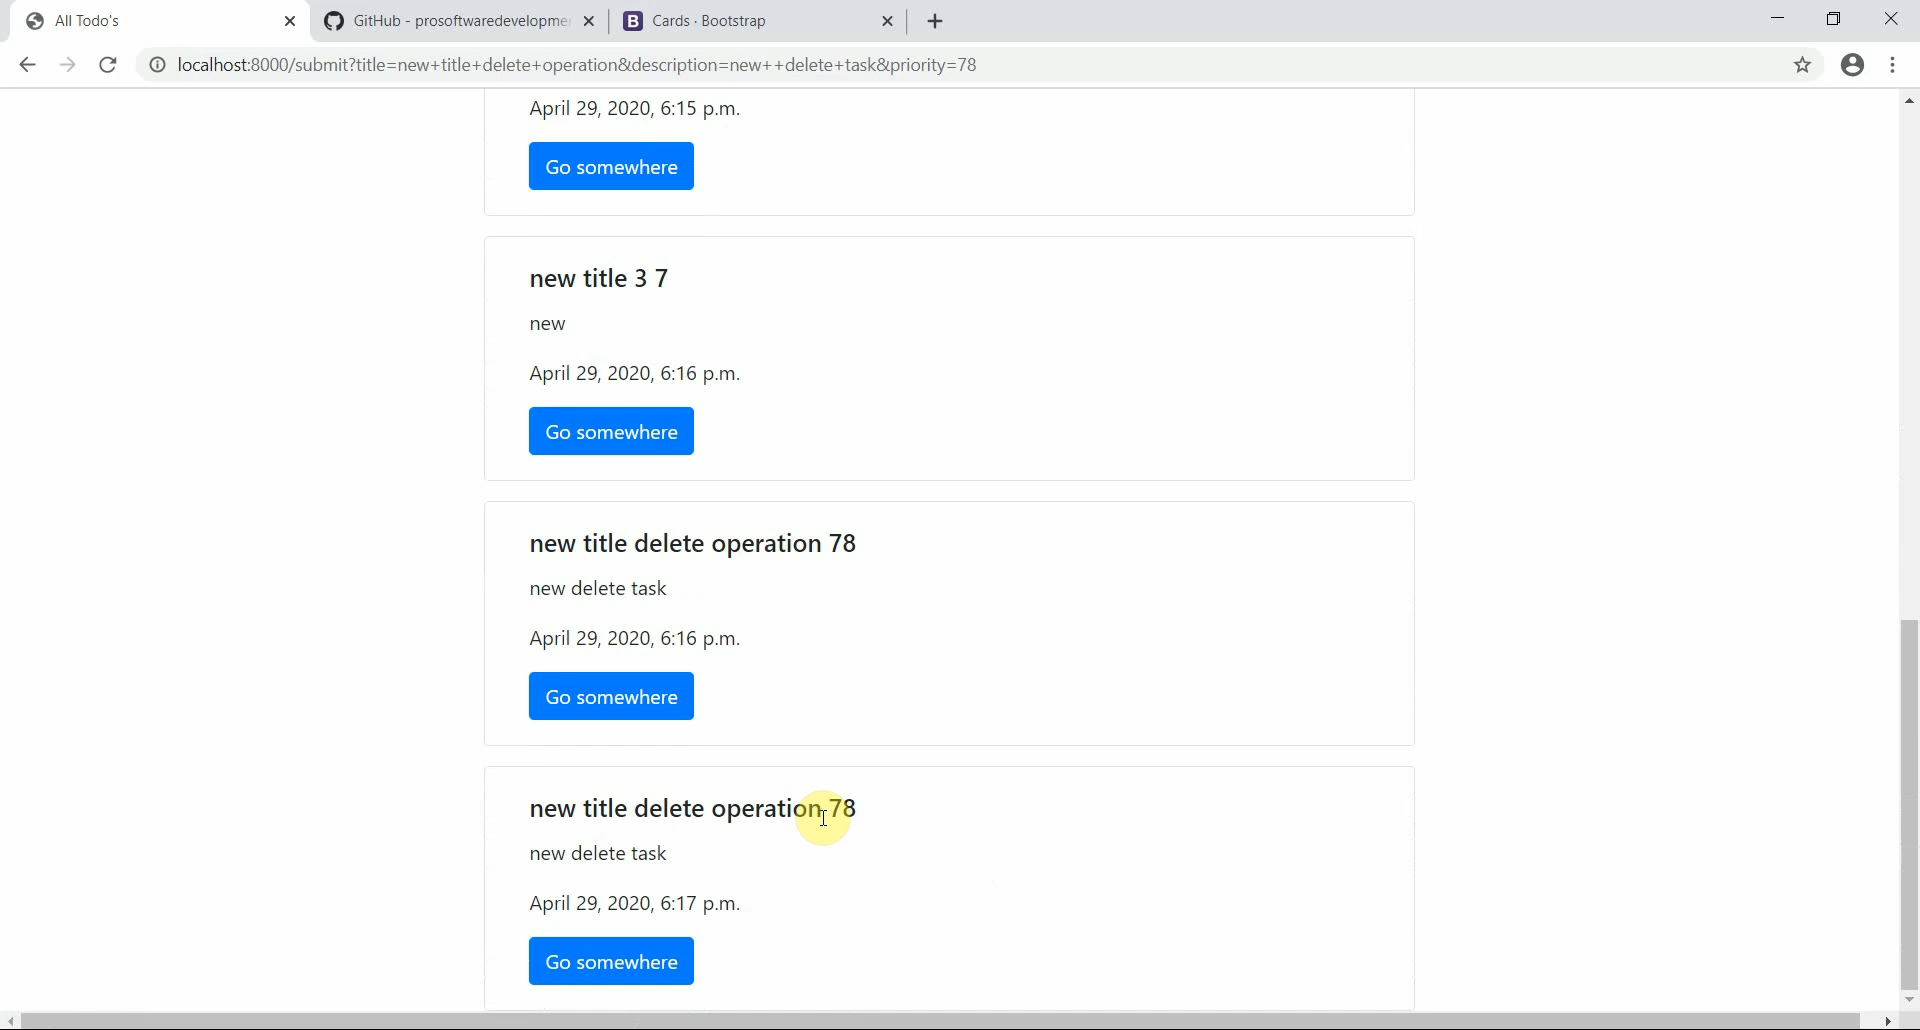 All Todo's
GitHub - prosoftwaredevelopme
B Cards · Bootstrap
localhost:8000/submit?title=new+title+delete+operation&description=new++delete+task&priority=78
April 29, 2020, 6:15 p.m.
Go somewhere
new title 3 7
new
April 29, 2020, 6:16 p.m.
Go somewhere
new title delete operation 78
new delete task
April 29, 2020, 6:16 p.m.
Go somewhere
new title delete operation 78
new delete task
April 29, 2020, 6:17 p.m.
Go somewhere